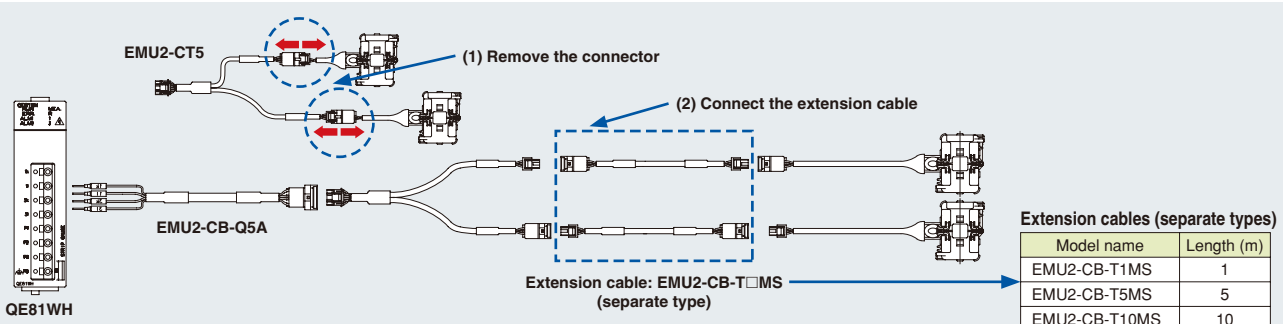 EMU2-CT5
(1) Remove the connector
(2) Connect the extension cable
EMU2-CB-Q5A
Extension cable: EMU2-CB-T□MS
(separate type)
QE81WH
Extension cables (separate types)
Model name Length (m)
EMU2-CB-T1MS 1
EMU2-CB-T5MS 5
EMU2-CB-T10MS 10